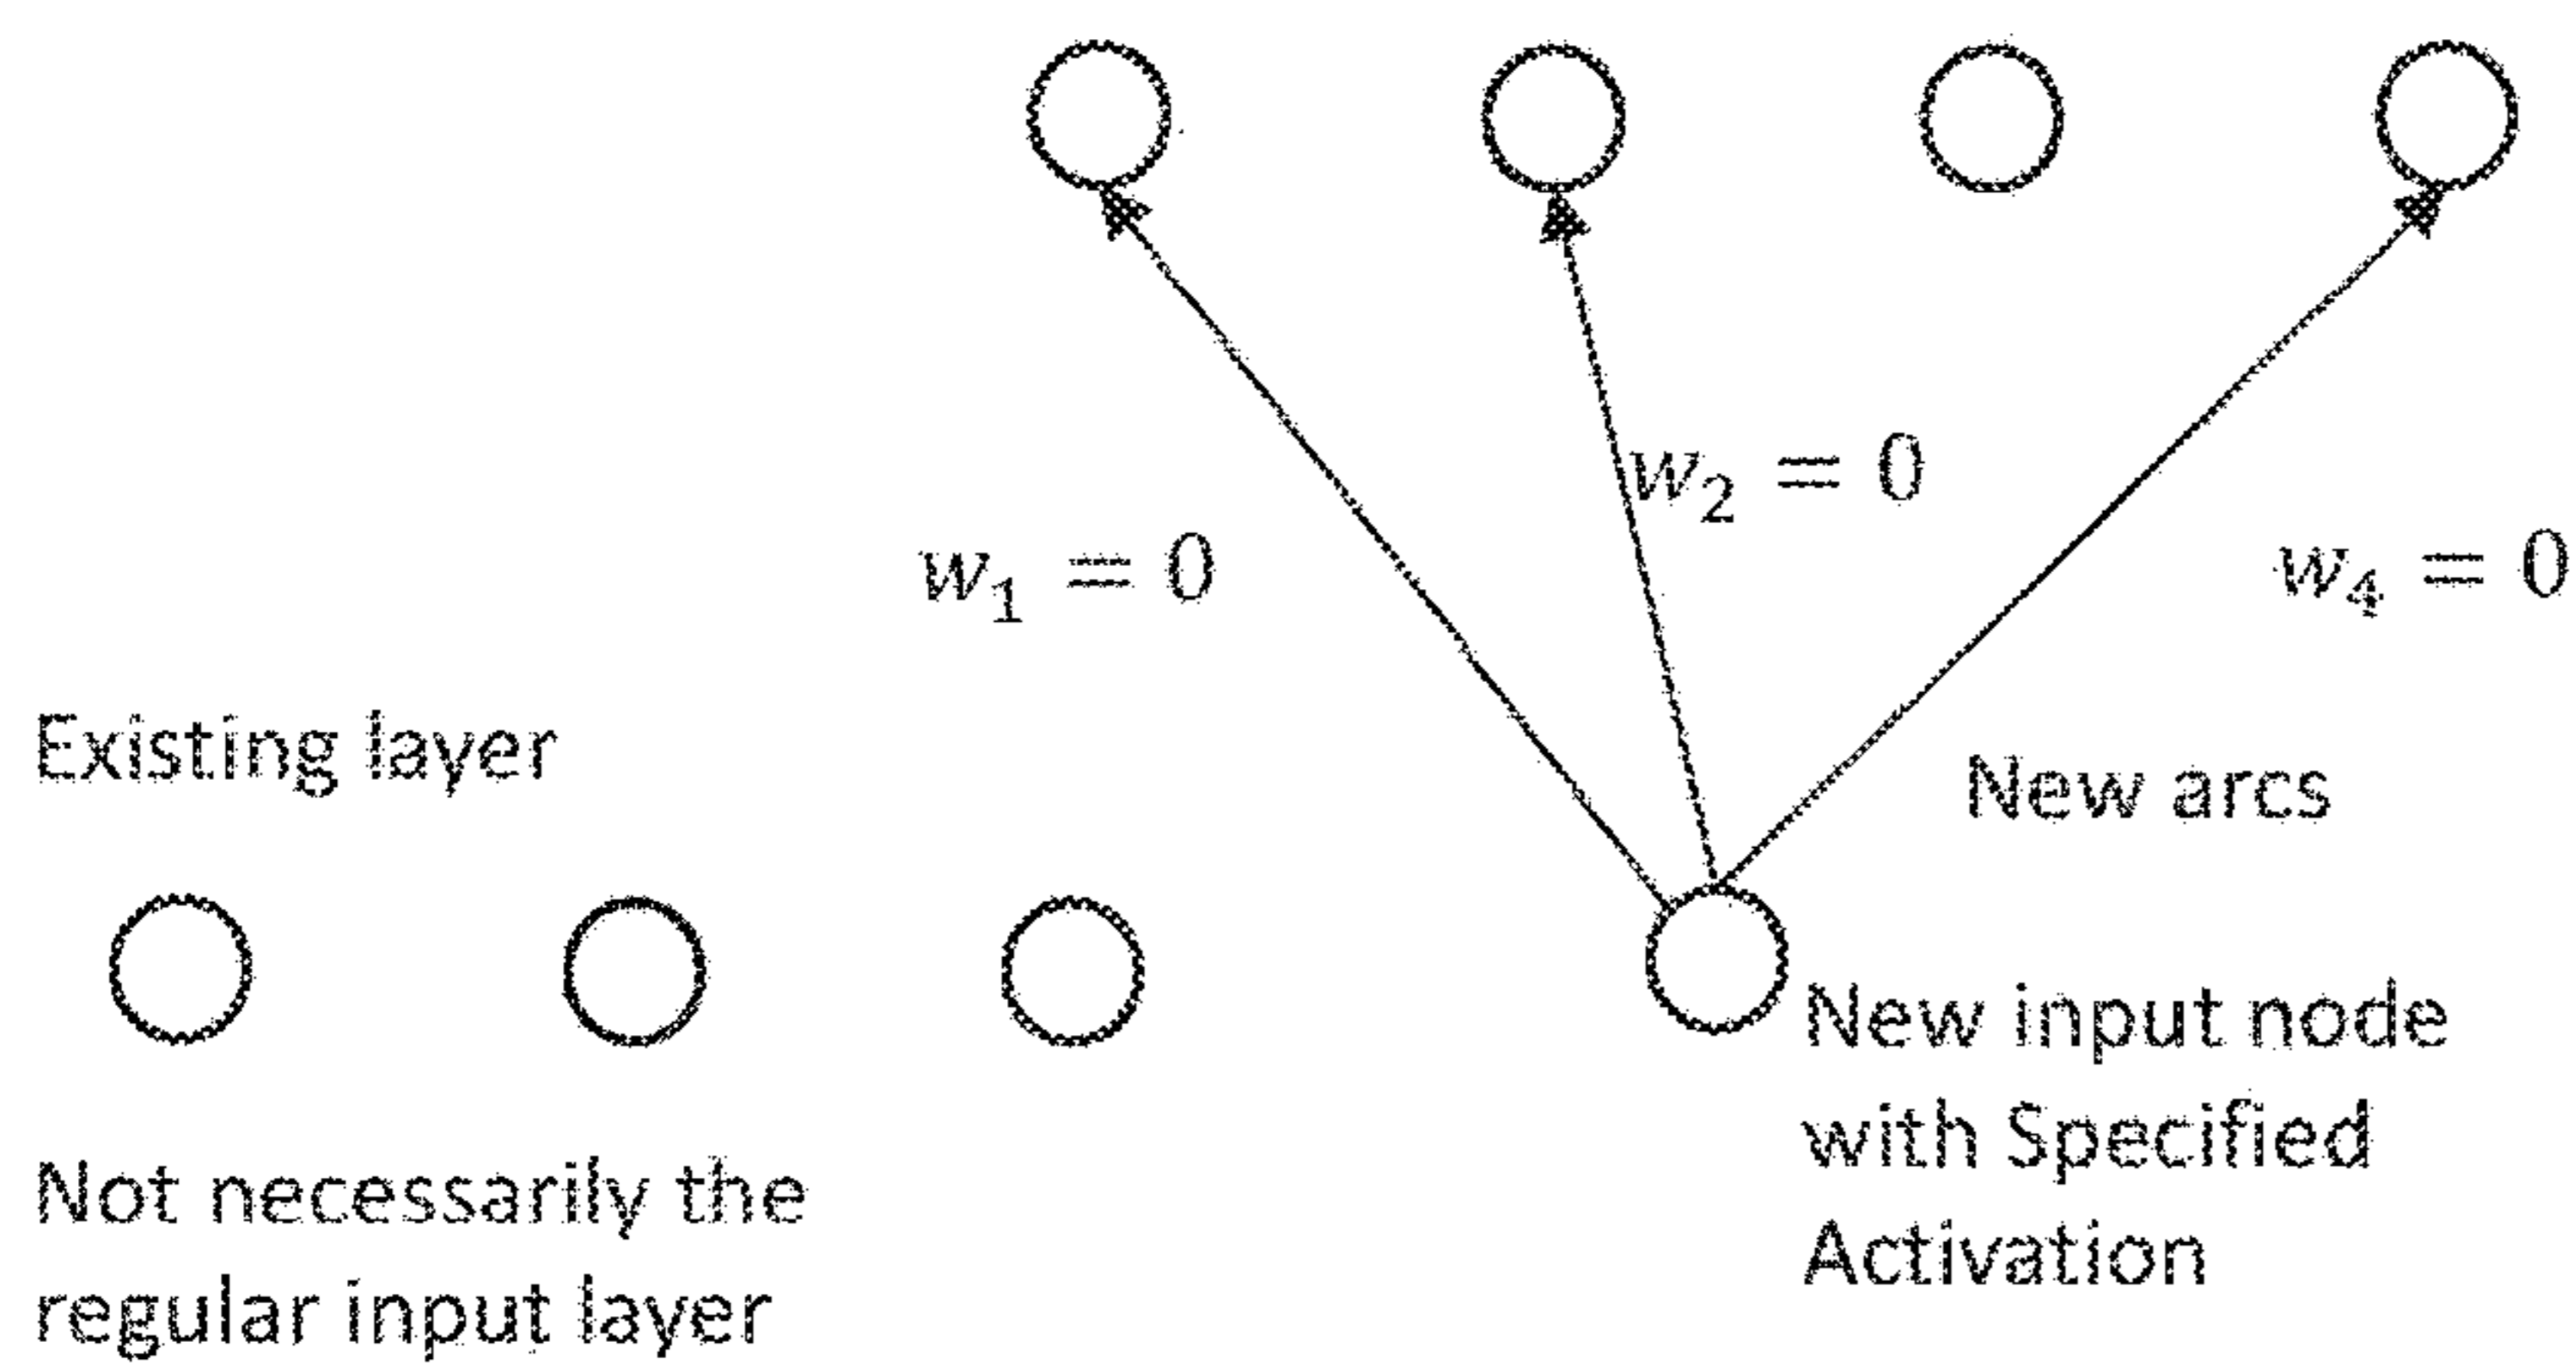 w₂ = 0
w₁ = 0
w₄ = 0
Existing layer
New arcs
New input node
with Specified
Activation
Not necessarily the
regular input layer